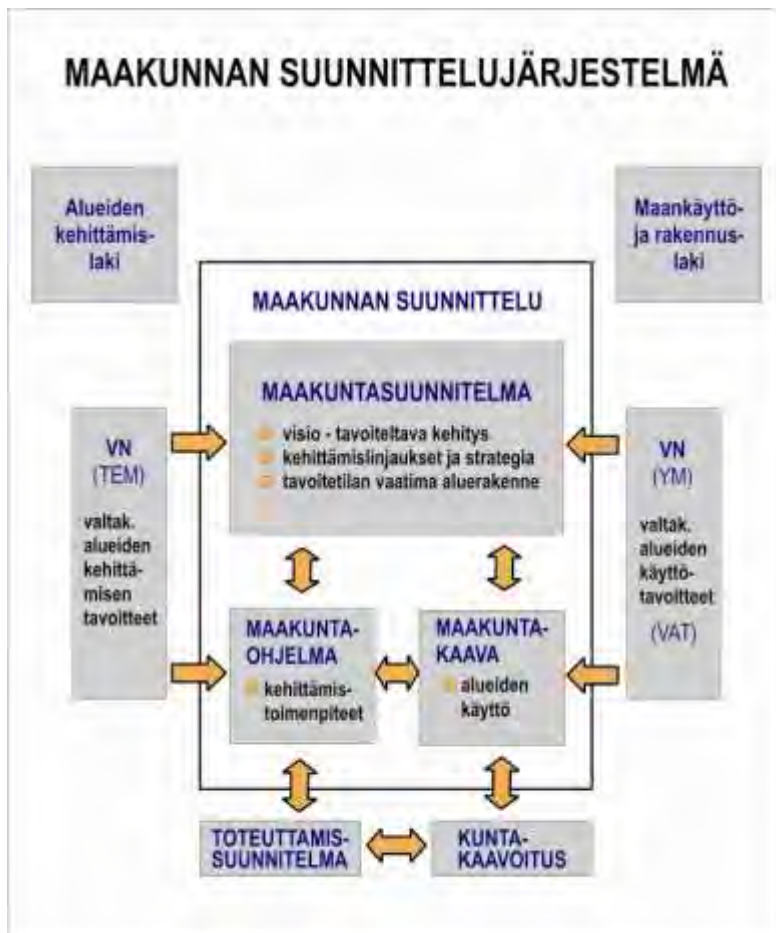 MAAKUNNAN SUUNNITTELUJÄRJESTELMÄ
Alueiden
kehittämis-
laki
Maankäyttö-
ja rakennus-
laki
MAAKUNNAN SUUNNITTELU
MAAKUNTASUUNNITELMA
visio - tavoiteltava kehitys
kehittämislinjaukset ja strategia
tavoitetilan vaatima aluerakenne
VN
(TEM)
valtak.
alueiden
kehittä-
misen
tavoitteet
VN
(YM)
valtak.
alueiden
käyttö-
tavoitteet
(VAT)
MAAKUNTA-
OHJELMA
kehittämis-
toimenpiteet
MAAKUNTA-
KAAVA
alueiden
käyttö
TOTEUTTAMIS-
SUUNNITELMA
KUNTA-
KAAVOITUS